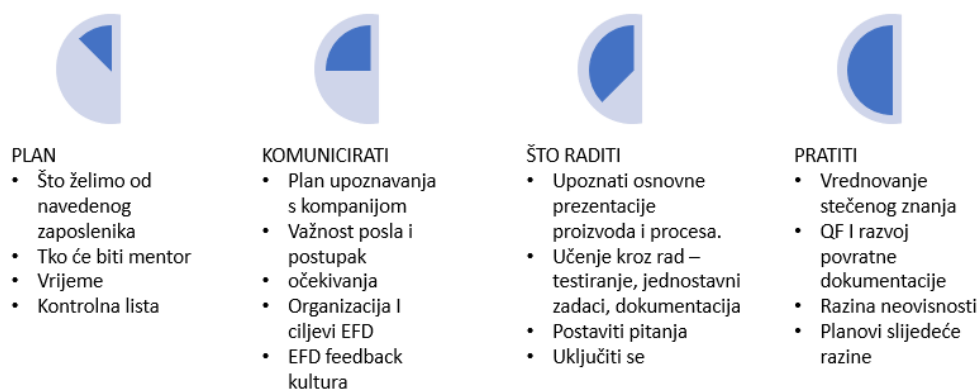 PLAN
• Što želimo od
navedenog
zaposlenika
• Tko će biti mentor
• Vrijeme
• Kontrolna lista
KOMUNICIRATI
• Plan upoznavanja
s kompanijom
• Važnost posla i
postupak
• očekivanja
• Organizacija I
ciljevi EFD
• EFD feedback
kultura
ŠTO RADITI
• Upoznati osnovne
prezentacije
proizvoda i procesa.
• Učenje kroz rad –
testiranje, jednostavni
zadaci, dokumentacija
• Postaviti pitanja
• Uključiti se
PRATITI
• Vrednovanje
stečenog znanja
• QF I razvoj
povratne
dokumentacije
• Razina neovisnosti
• Planovi slijedeće
razine